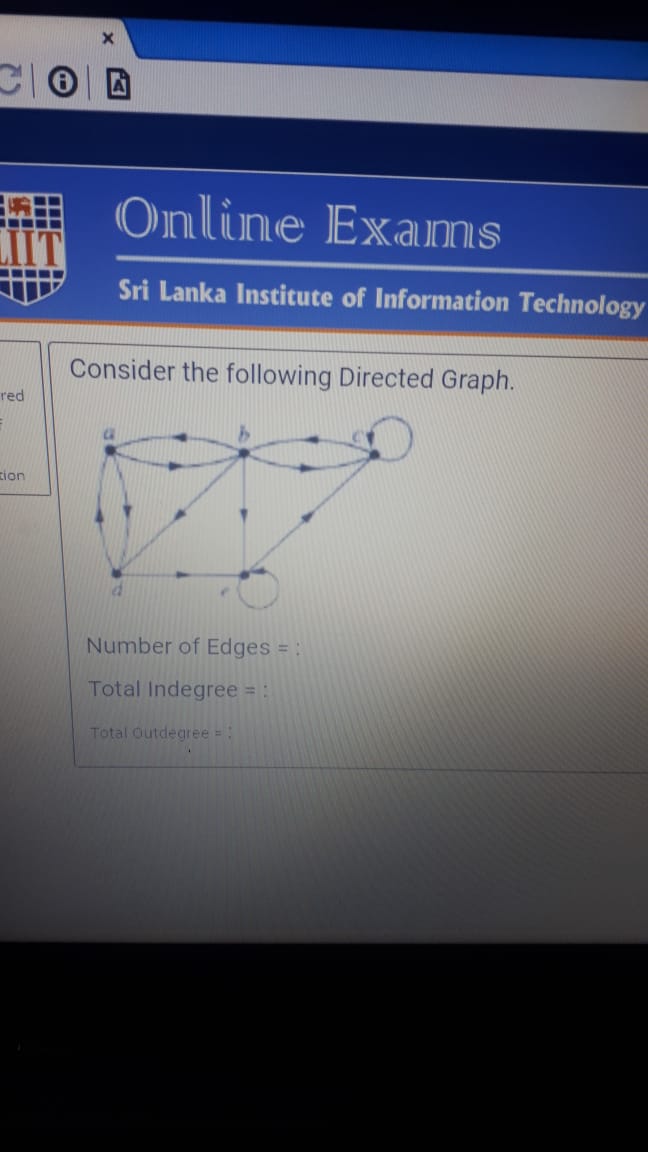 x
A
LIIT
Online Exams
Sri Lanka Institute of Information Technology
red
tion
Consider the following Directed Graph.
a b c
d e
Number of Edges = :
Total Indegree = :
Total Outdegree = :